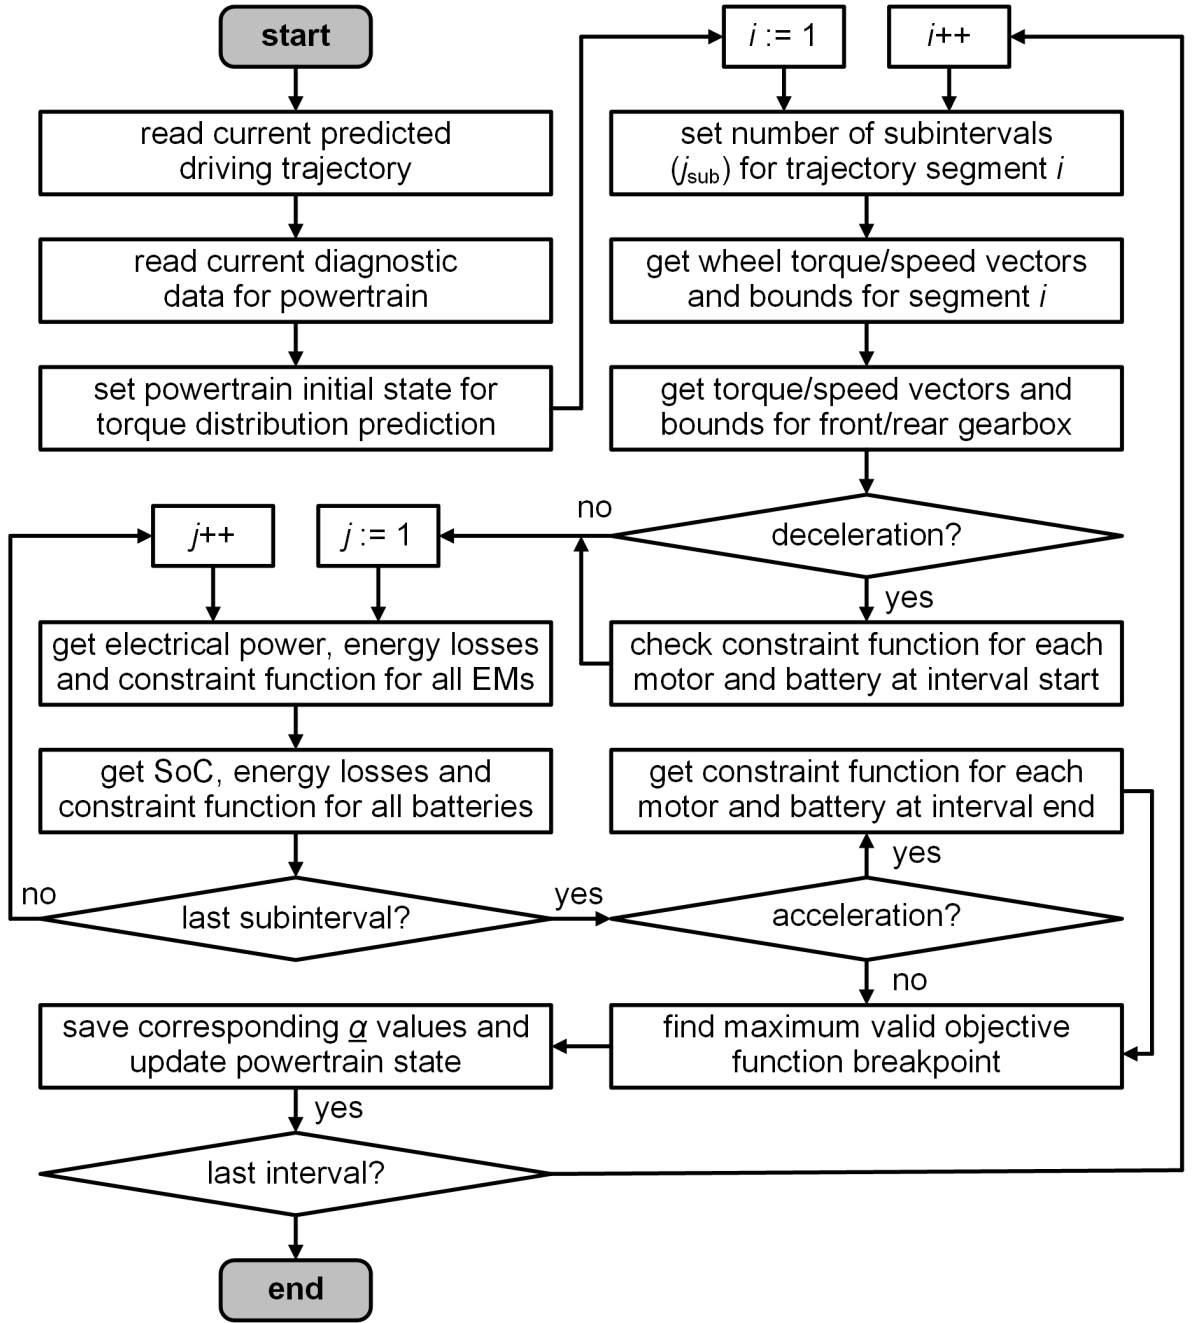 start
read current predicted
driving trajectory
read current diagnostic
data for powertrain
set powertrain initial state for
torque distribution prediction
i := 1
i++
set number of subintervals
(jsub) for trajectory segment i
get wheel torque/speed vectors
and bounds for segment i
get torque/speed vectors and
bounds for front/rear gearbox
deceleration?
no
yes
check constraint function for each
motor and battery at interval start
j++
j := 1
get electrical power, energy losses
and constraint function for all EMs
get SoC, energy losses and
constraint function for all batteries
last subinterval?
no
yes
acceleration?
yes
get constraint function for each
motor and battery at interval end
no
find maximum valid objective
function breakpoint
save corresponding α values and
update powertrain state
yes
last interval?
end